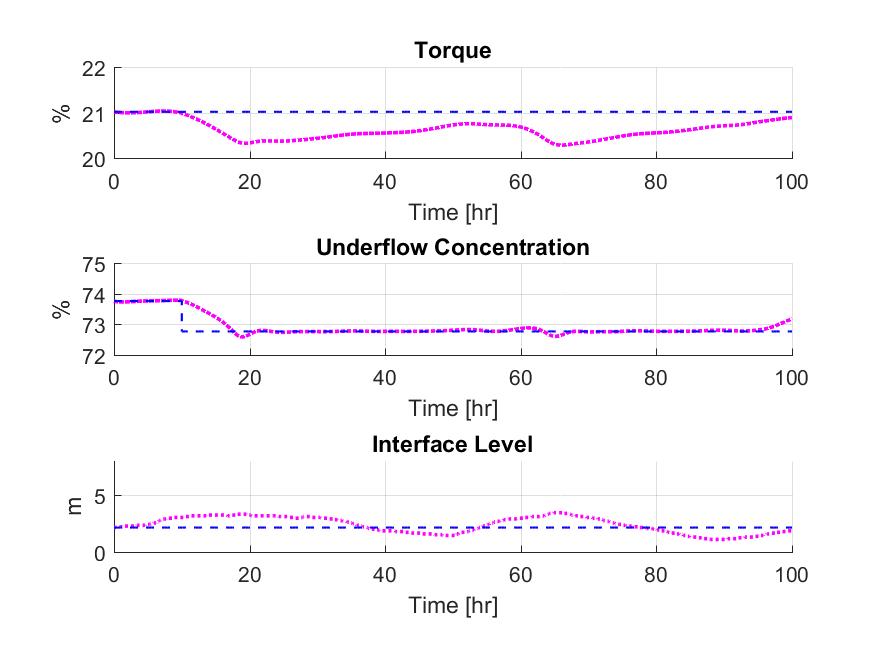 Torque
22
21
20
%
0 20 40 60 80 100
Time [hr]
Underflow Concentration
75
74
73
72
%
0 20 40 60 80 100
Time [hr]
Interface Level
5
0
m
0 20 40 60 80 100
Time [hr]